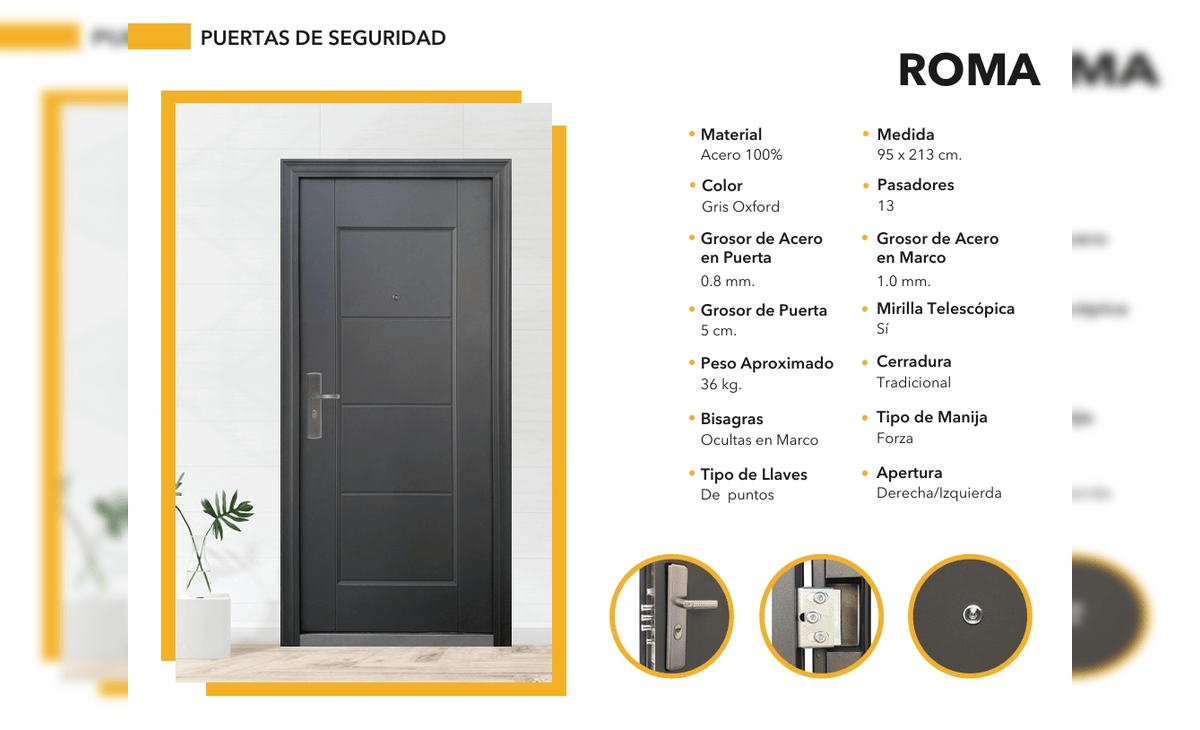 PUERTAS DE SEGURIDAD
ROMA
Material
Acero 100%
Color
Gris Oxford
Grosor de Acero
en Puerta
0.8 mm.
Grosor de Puerta
5 cm.
Peso Aproximado
36 kg.
Bisagras
Ocultas en Marco
Tipo de Llaves
De puntos
Medida
95 x 213 cm.
Pasadores
13
Grosor de Acero
en Marco
1.0 mm.
Mirilla Telescópica
Sí
Cerradura
Tradicional
Tipo de Manija
Forza
Apertura
Derecha/Izquierda